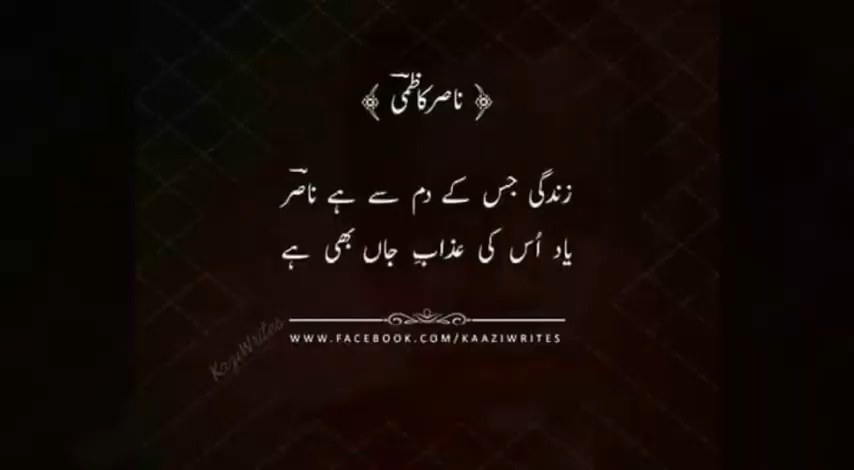 ﴾ ناصر کاظمیؔ ﴿
زندگی جس کے دم سے ہے ناصرؔ
یاد اُس کی عذابِ جاں بھی ہے
WWW.FACEBOOK.COM/KAAZIWRITES
KaziWrites